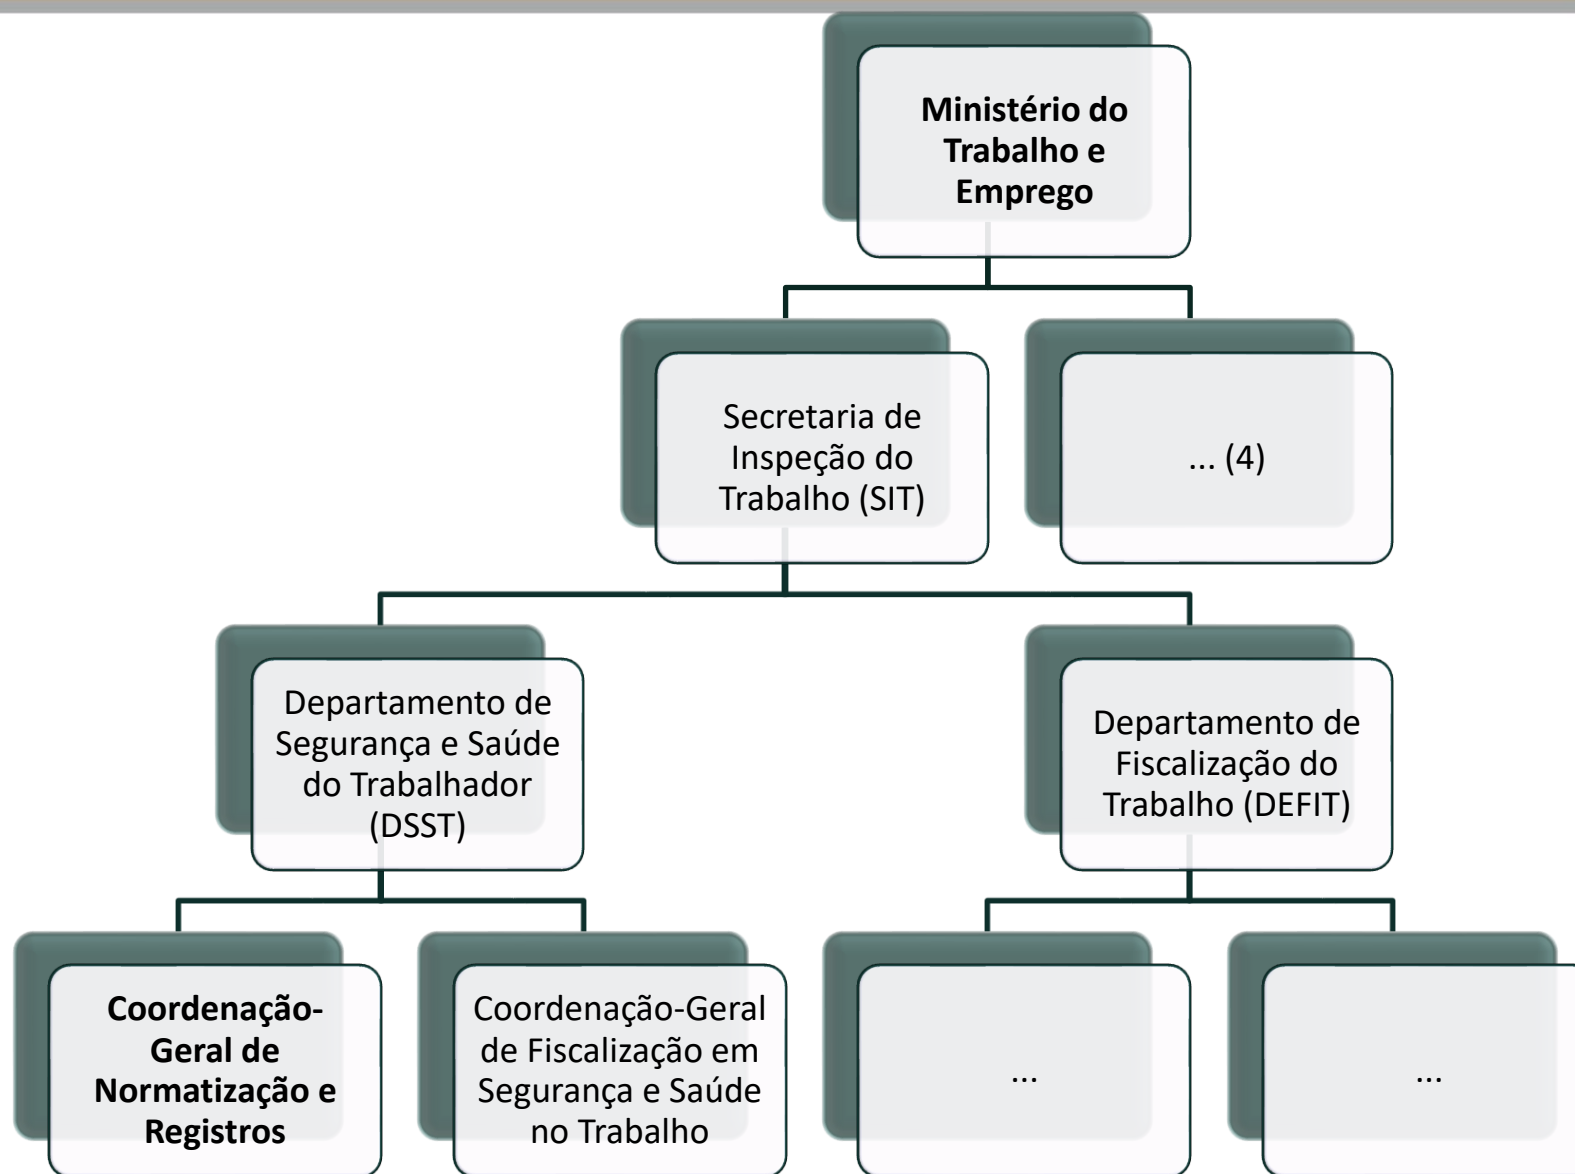 Ministério do
Trabalho e
Emprego
Secretaria de
Inspeção do
Trabalho (SIT)
... (4)
Departamento de
Segurança e Saúde
do Trabalhador
(DSST)
Departamento de
Fiscalização do
Trabalho (DEFIT)
Coordenação-
Geral de
Normatização e
Registros
Coordenação-Geral
de Fiscalização em
Segurança e Saúde
no Trabalho
...
...